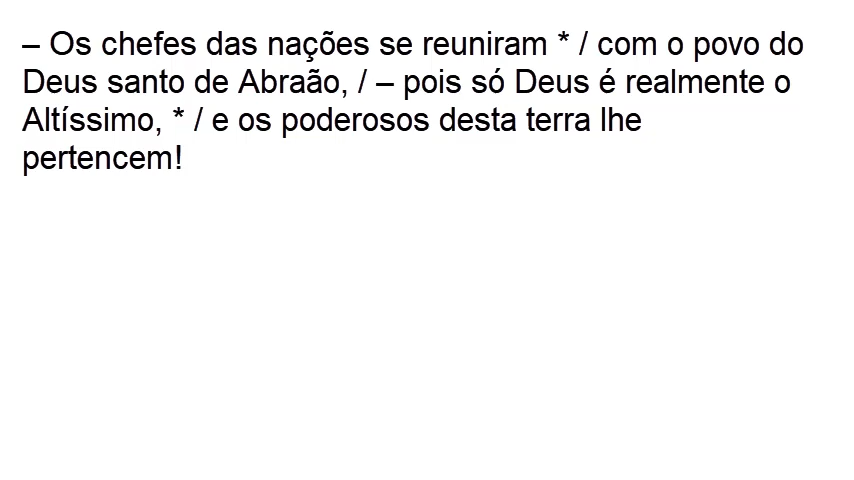 – Os chefes das nações se reuniram * / com o povo do
Deus santo de Abraão, / – pois só Deus é realmente o
Altíssimo, * / e os poderosos desta terra lhe
pertencem!